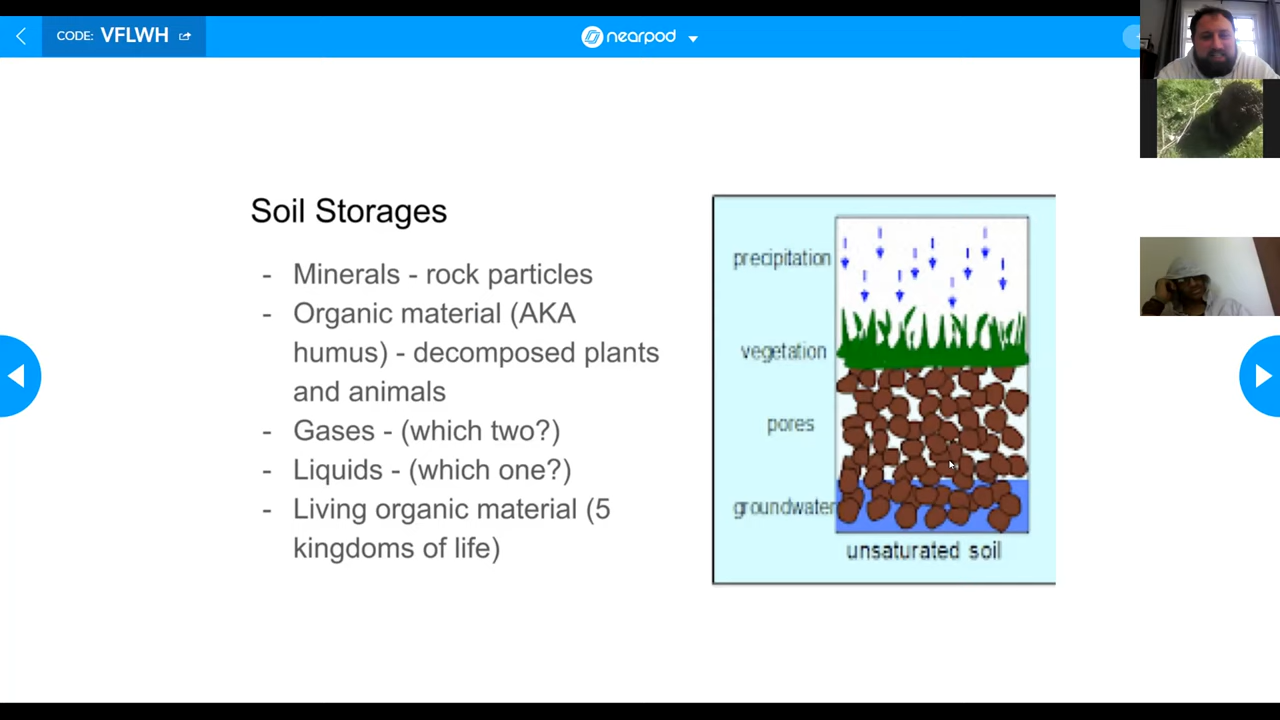 CODE: VFLWH
nearpod
Soil Storages
- Minerals - rock particles
- Organic material (AKA
humus) - decomposed plants
and animals
- Gases - (which two?)
- Liquids - (which one?)
- Living organic material (5
kingdoms of life)
precipitation
vegetation
pores
groundwater
unsaturated soil